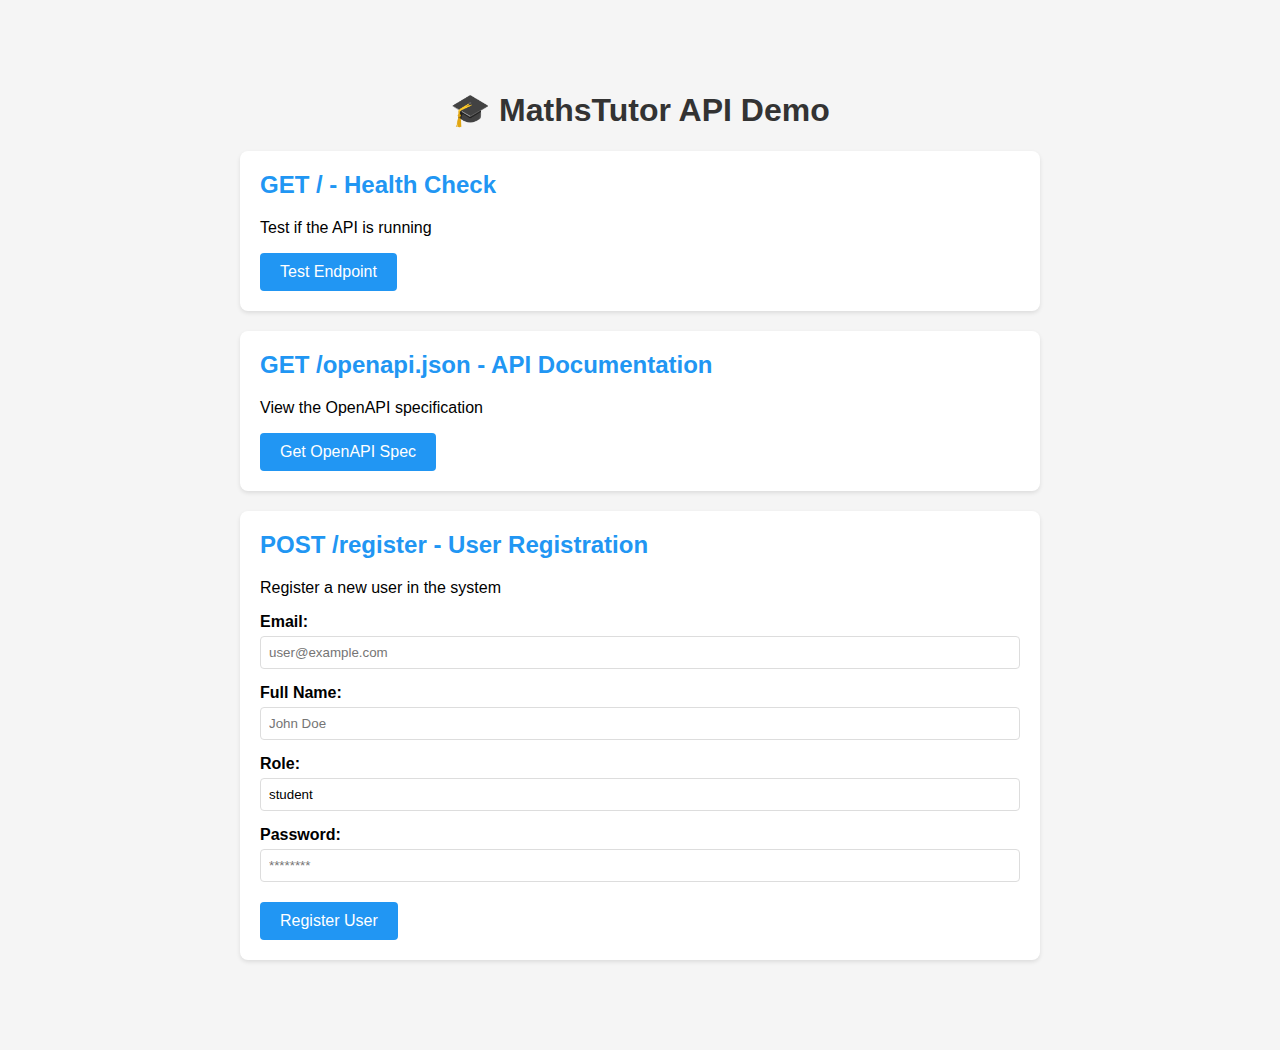 🎓 MathsTutor API Demo
GET / - Health Check
Test if the API is running
Test Endpoint
GET /openapi.json - API Documentation
View the OpenAPI specification
Get OpenAPI Spec
POST /register - User Registration
Register a new user in the system
Email:
user@example.com
Full Name:
John Doe
Role:
student
Password:
********
Register User